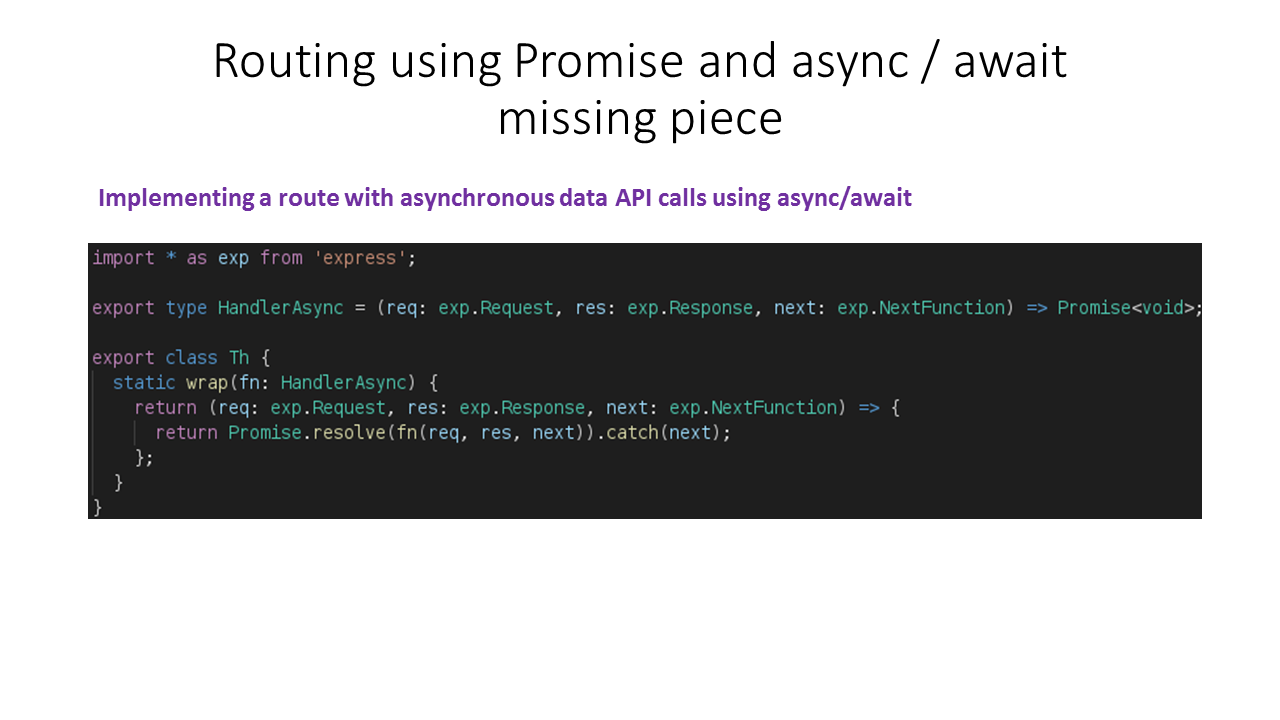 Routing using Promise and async / await
missing piece
Implementing a route with asynchronous data API calls using async/await
import * as exp from 'express';
export type HandlerAsync = (req: exp.Request, res: exp.Response, next: exp.NextFunction) => Promise<void>;
export class Th {
  static wrap(fn: HandlerAsync) {
    return (req: exp.Request, res: exp.Response, next: exp.NextFunction) => {
      return Promise.resolve(fn(req, res, next)).catch(next);
    };
  }
}